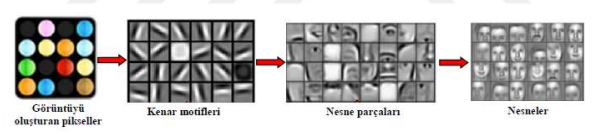 Görüntüyü
oluşturan pikseller
Kenar motifleri
Nesne parçaları
Nesneler